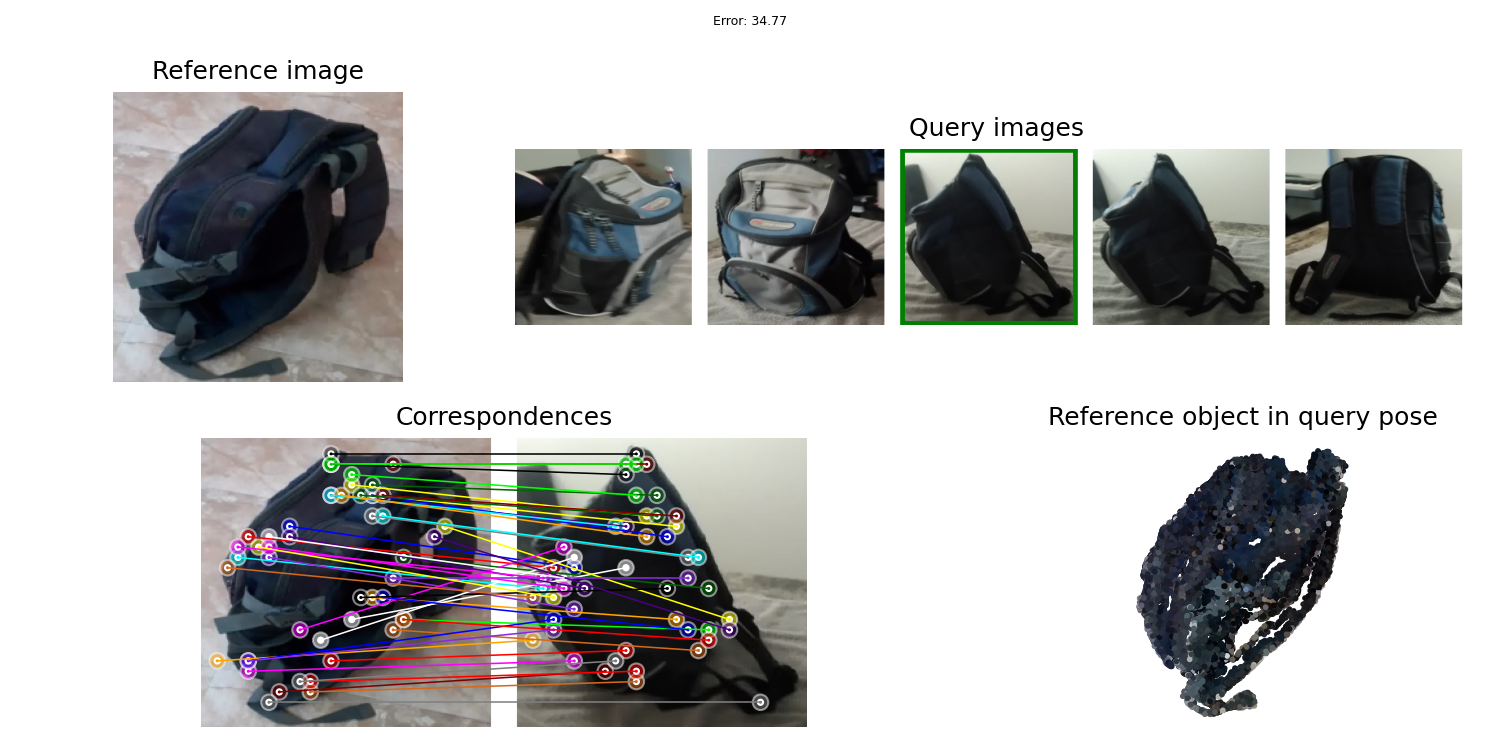 Error: 34.77
Reference image
Query images
Correspondences
Reference object in query pose